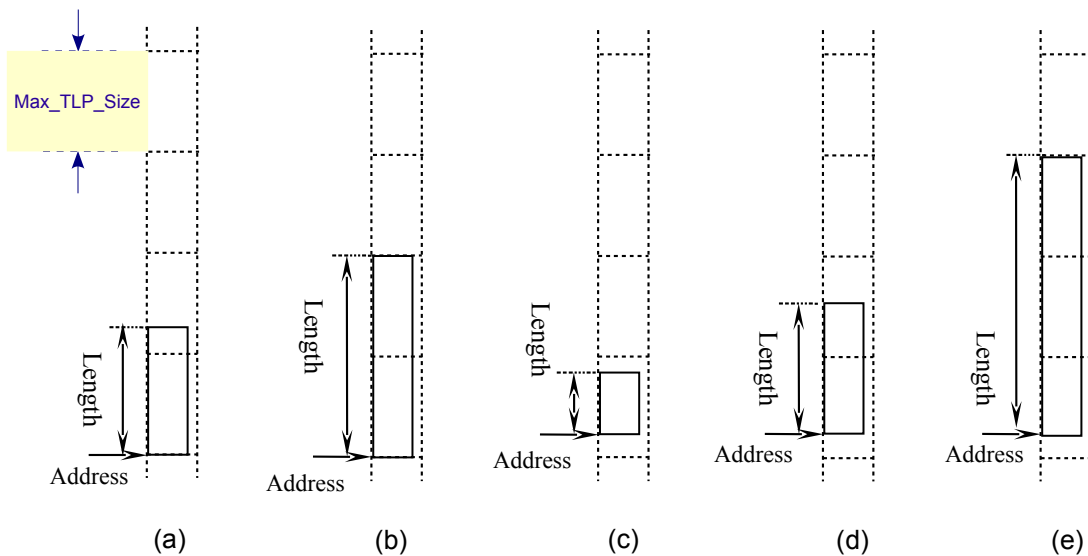 Max_TLP_Size
Length
Address
(a)
Length
Address
(b)
Length
Address
(c)
Length
Address
(d)
Length
Address
(e)